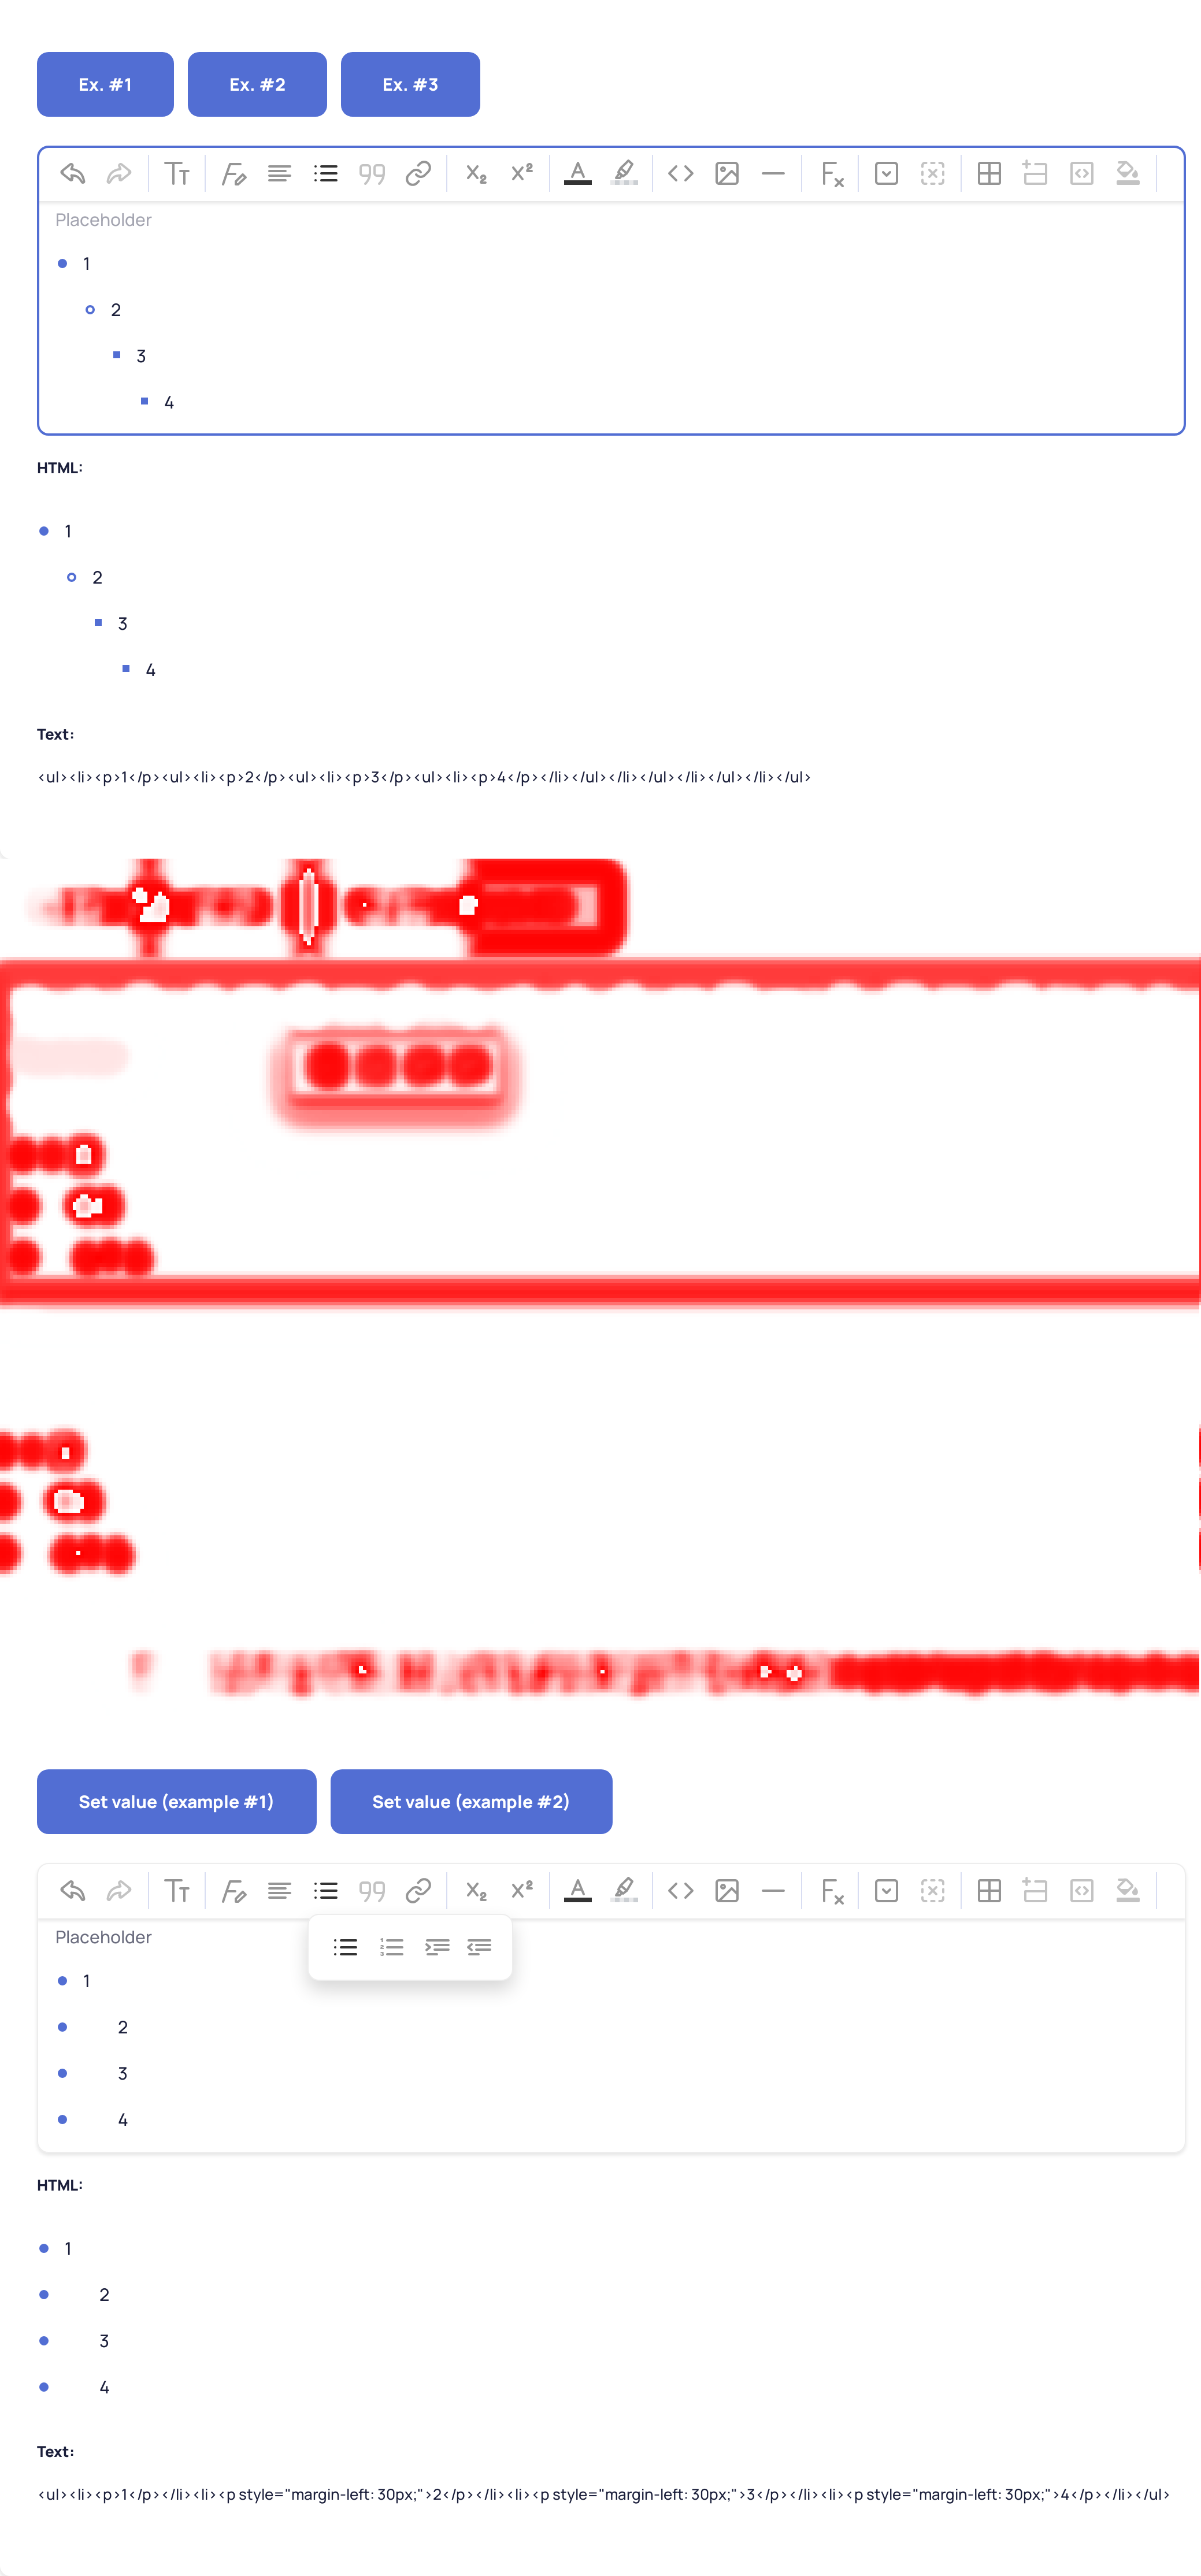 Ex. #1 Ex. #2 Ex. #3
Placeholder
1
2
3
4
HTML:
1
2
3
4
Text:
<ul><li><p>1</p><ul><li><p>2</p><ul><li><p>3</p><ul><li><p>4</p></li></ul></li></ul></li></ul></li></ul>
Set value (example #1) Set value (example #2)
Placeholder
1
2
3
4
HTML:
1
2
3
4
Text:
<ul><li><p>1</p></li><li><p style="margin-left: 30px;">2</p></li><li><p style="margin-left: 30px;">3</p></li><li><p style="margin-left: 30px;">4</p></li></ul>